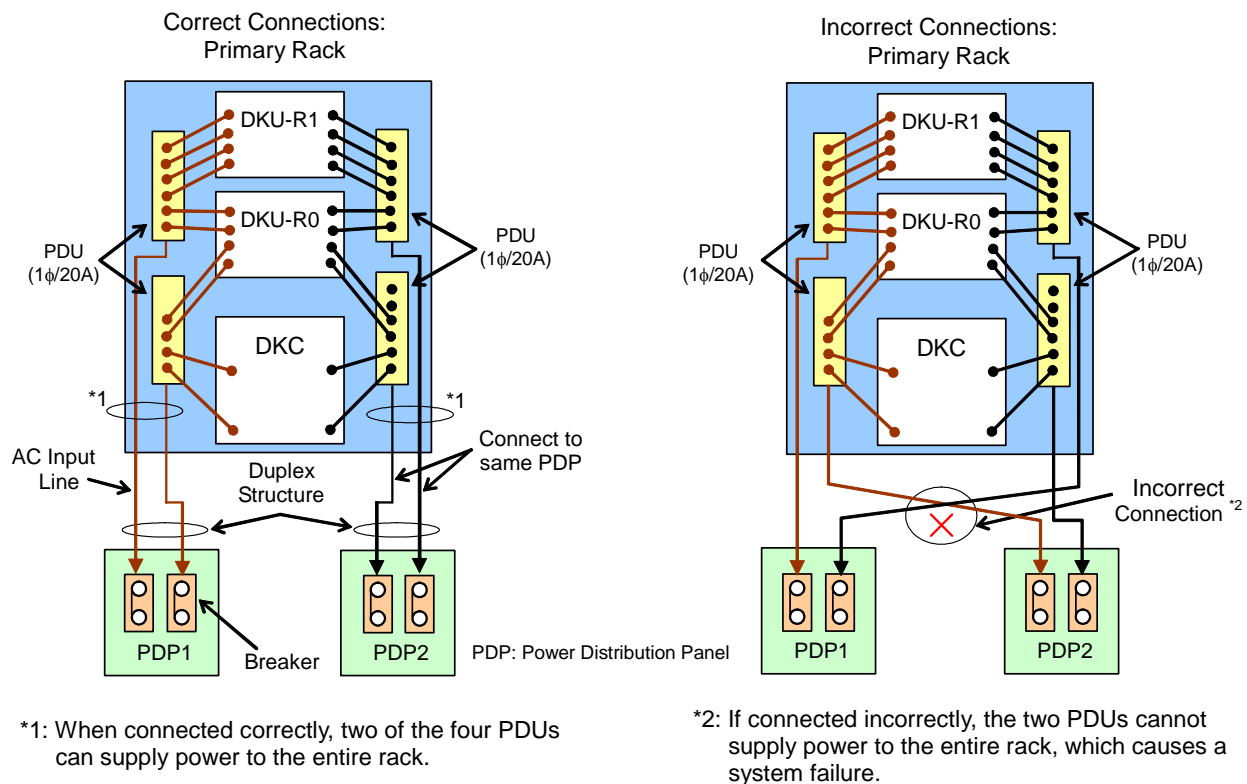 Correct Connections:
Primary Rack
DKU-R1
DKU-R0
DKC
PDU
(1ϕ/20A)
PDU
(1ϕ/20A)
*1
*1
AC Input
Line
Duplex
Structure
Connect to
same PDP
PDP1
Breaker
PDP2
PDP: Power Distribution Panel
*1: When connected correctly, two of the four PDUs
can supply power to the entire rack.
Incorrect Connections:
Primary Rack
DKU-R1
DKU-R0
DKC
PDU
(1ϕ/20A)
PDU
(1ϕ/20A)
Incorrect
Connection *2
PDP1
PDP2
*2: If connected incorrectly, the two PDUs cannot
supply power to the entire rack, which causes a
system failure.